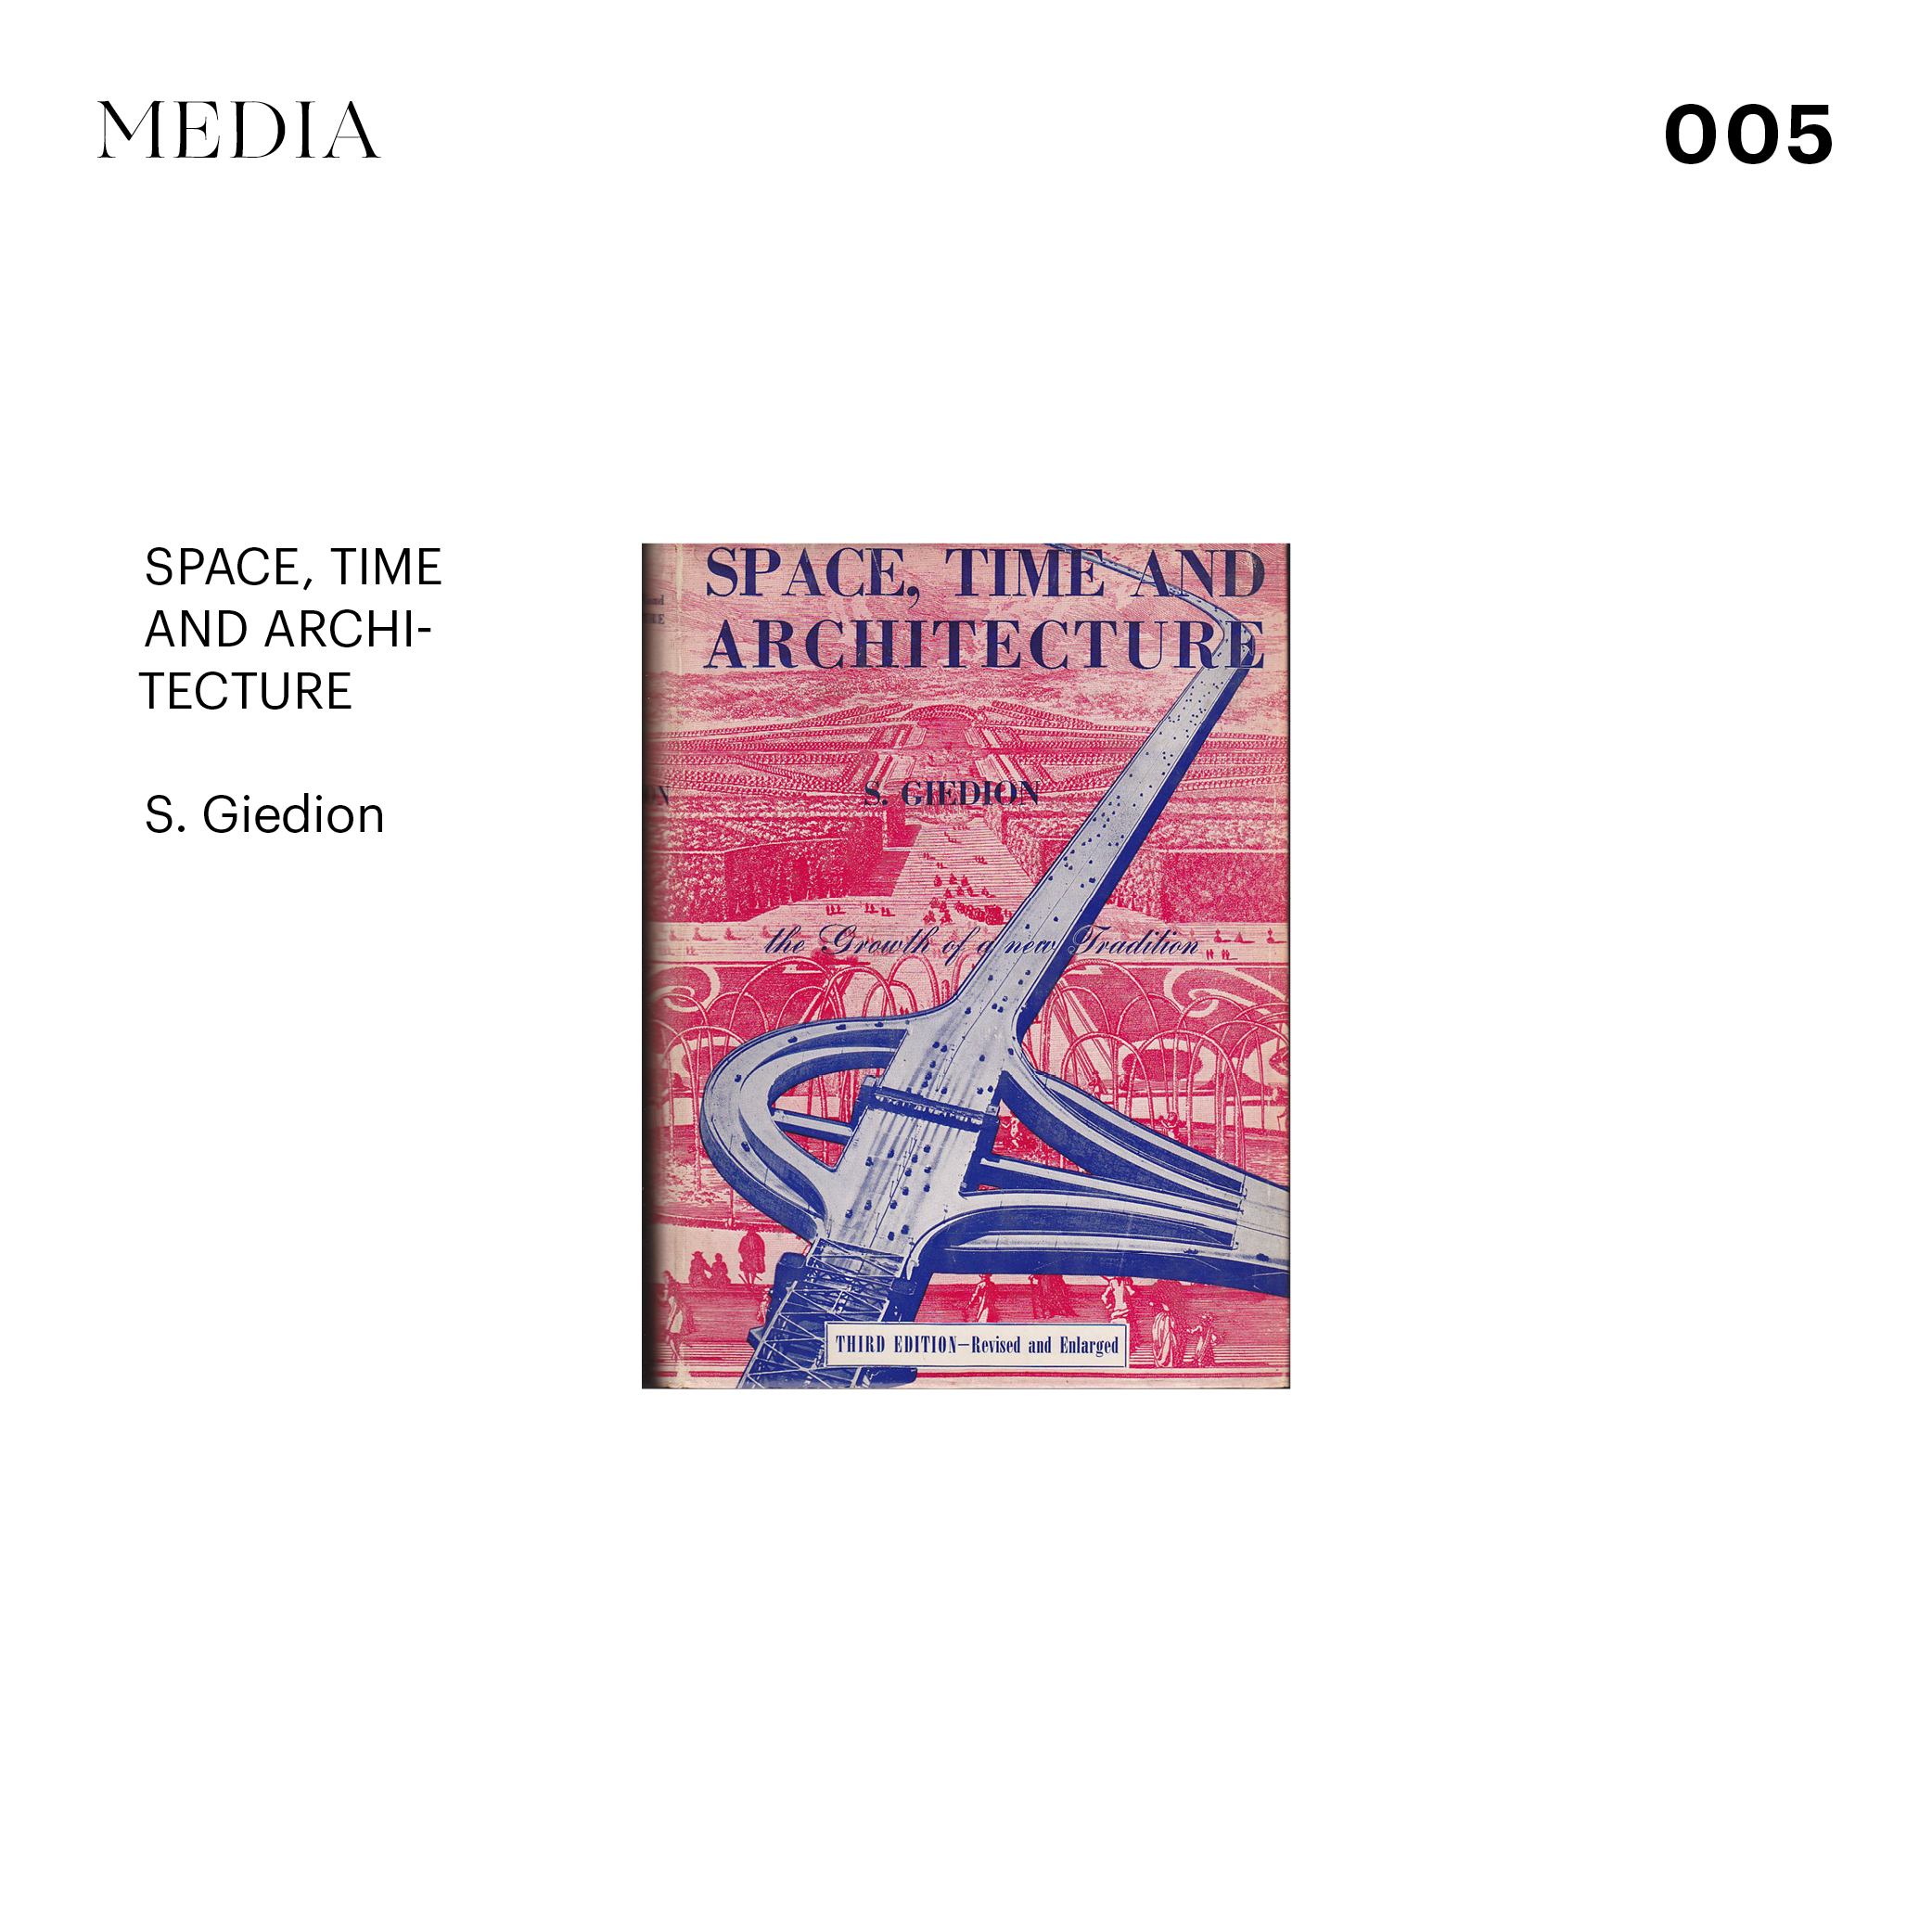 MEDIA
005
SPACE, TIME
AND ARCHI-
TECTURE
S. Giedion
SPACE, TIME AND
ARCHITECTURE
S. GIEDION
the Growth of a new Tradition
THIRD EDITION—Revised and Enlarged